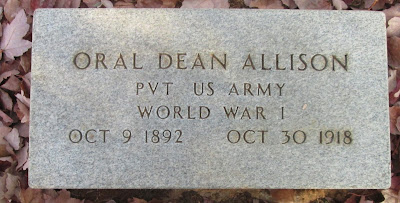 ORAL DEAN ALLISON
PVT US ARMY
WORLD WAR I
OCT 9 1892 OCT 30 1918